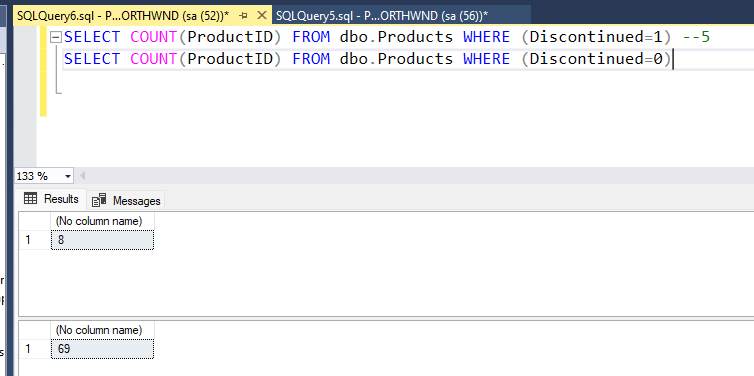 SQLQuery6.sql - P...ORTHWND (sa (52))*
SQLQuery5.sql - P...ORTHWND (sa (56))*
SELECT COUNT(ProductID) FROM dbo.Products WHERE (Discontinued=1) --5
SELECT COUNT(ProductID) FROM dbo.Products WHERE (Discontinued=0)
133 %
Results
Messages
(No column name)
1 8
(No column name)
1 69